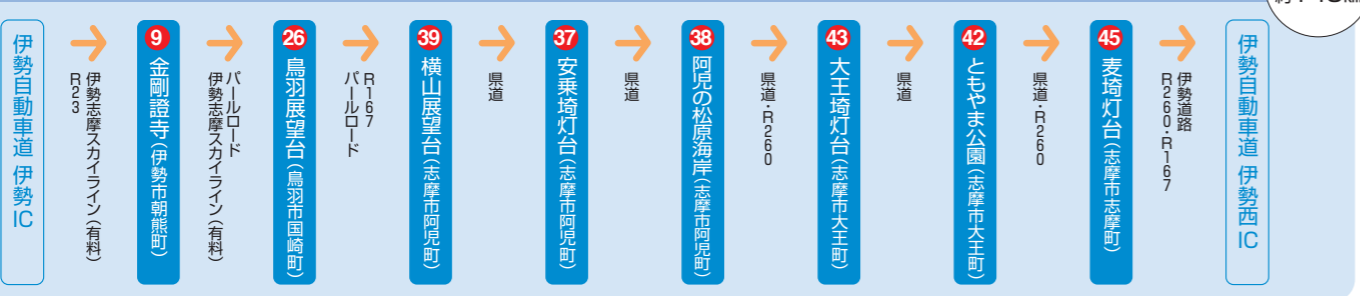 伊勢自動車道 伊勢IC
R23
伊勢志摩スカイライン(有料)
9
金剛證寺(伊勢市朝熊町)
伊勢志摩スカイライン(有料)
パールロード
26
鳥羽展望台(鳥羽市国崎町)
パールロード
R167
39
横山展望台(志摩市阿児町)
県道
37
安乗埼灯台(志摩市阿児町)
県道
38
阿児の松原海岸(志摩市阿児町)
県道・R260
43
大王埼灯台(志摩市大王町)
県道
42
ともやま公園(志摩市大王町)
県道・R260
45
麦埼灯台(志摩市志摩町)
R260・R167
伊勢道路
伊勢自動車道 伊勢西IC